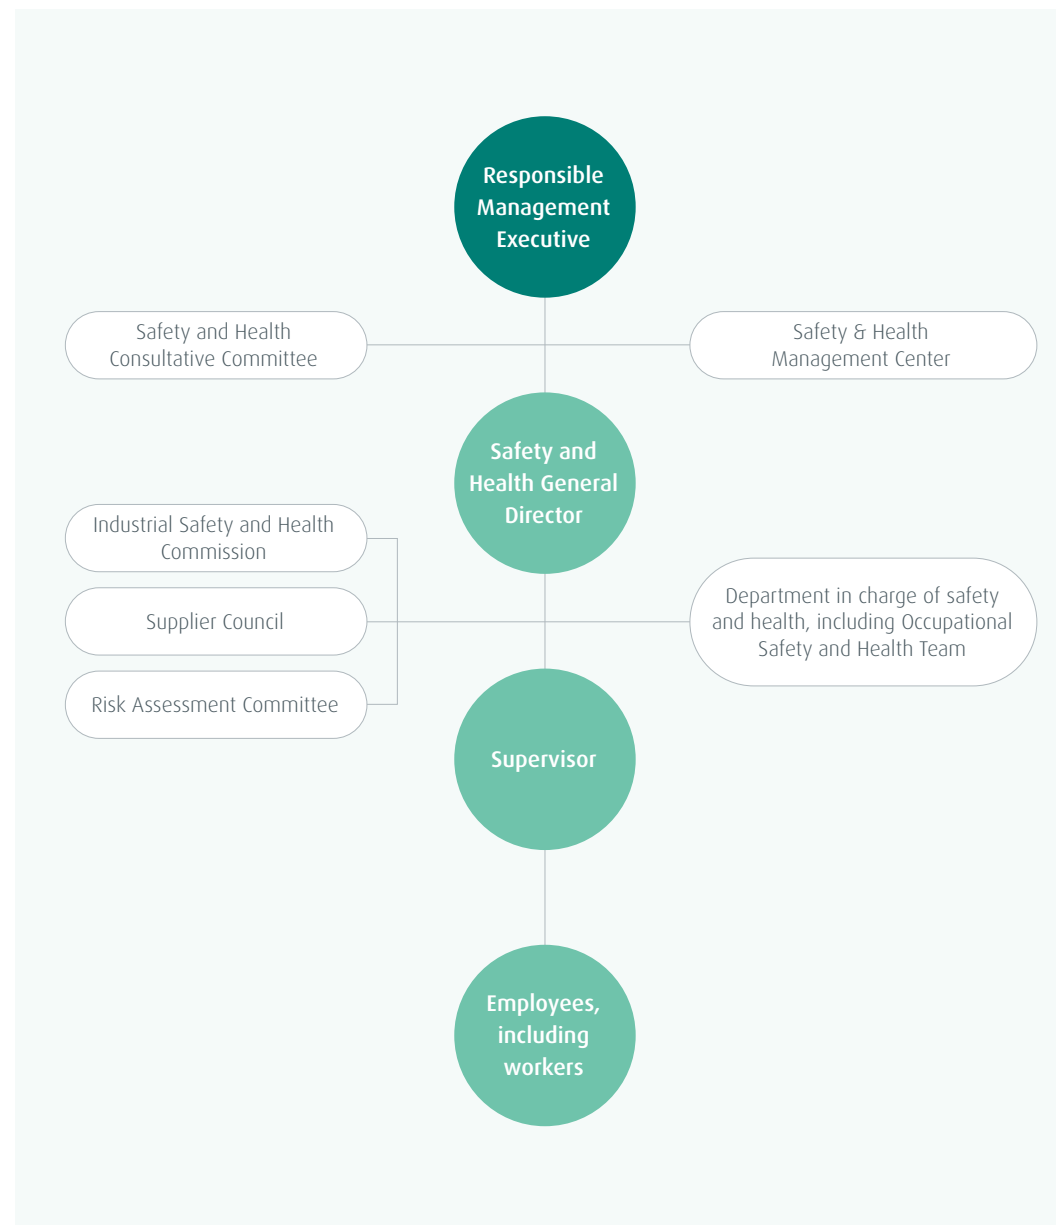 Responsible
Management
Executive
Safety and Health
Consultative Committee
Safety & Health
Management Center
Safety and
Health General
Director
Industrial Safety and Health
Commission
Supplier Council
Risk Assessment Committee
Department in charge of safety
and health, including Occupational
Safety and Health Team
Supervisor
Employees,
including
workers